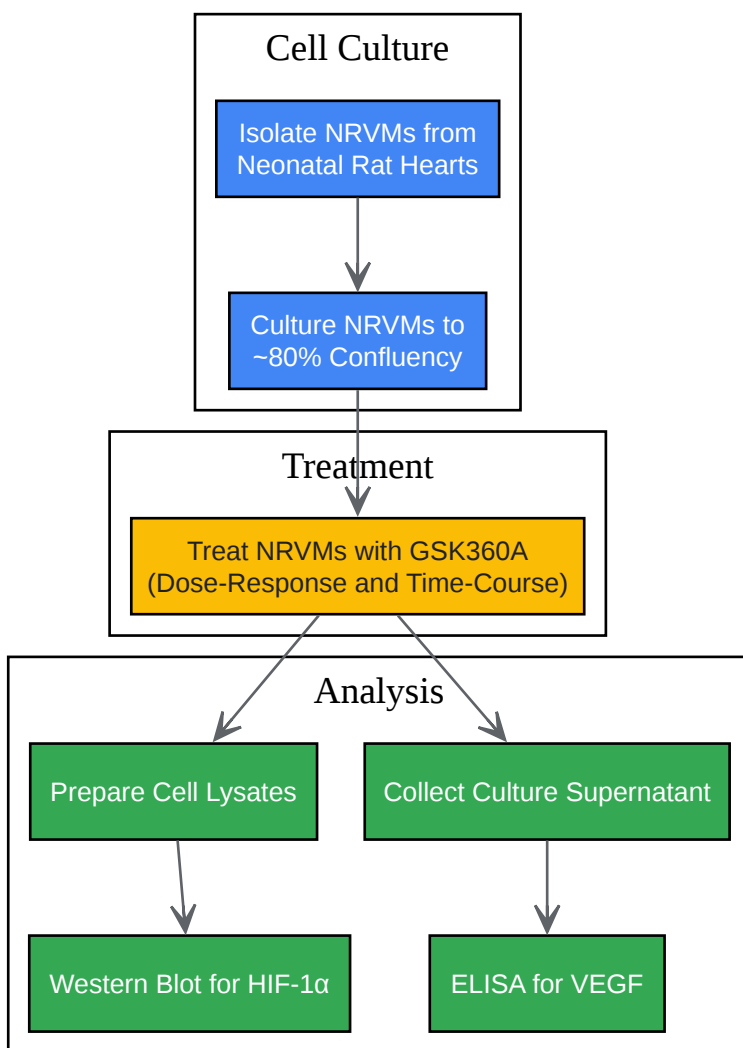 Cell Culture
Isolate NRVMs from
Neonatal Rat Hearts
Culture NRVMs to
~80% Confluency
Treatment
Treat NRVMs with GSK360A
(Dose-Response and Time-Course)
Analysis
Prepare Cell Lysates
Collect Culture Supernatant
Western Blot for HIF-1α
ELISA for VEGF